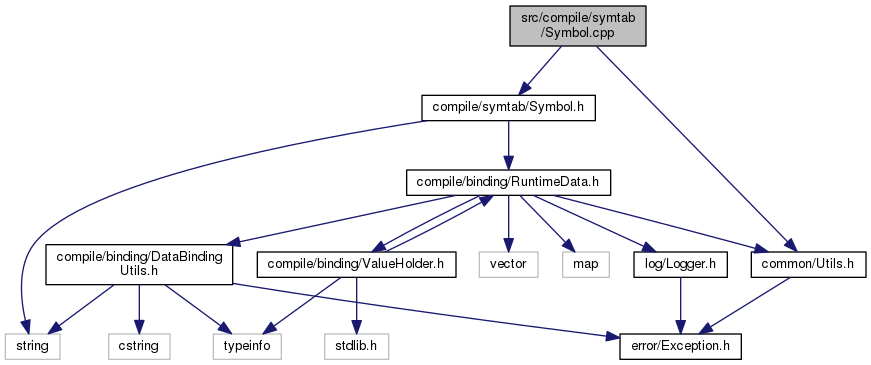 src/compile/symtab
/Symbol.cpp
compile/symtab/Symbol.h
compile/binding/RuntimeData.h
compile/binding/DataBinding
Utils.h
compile/binding/ValueHolder.h
vector
map
log/Logger.h
common/Utils.h
string
cstring
typeinfo
stdlib.h
error/Exception.h